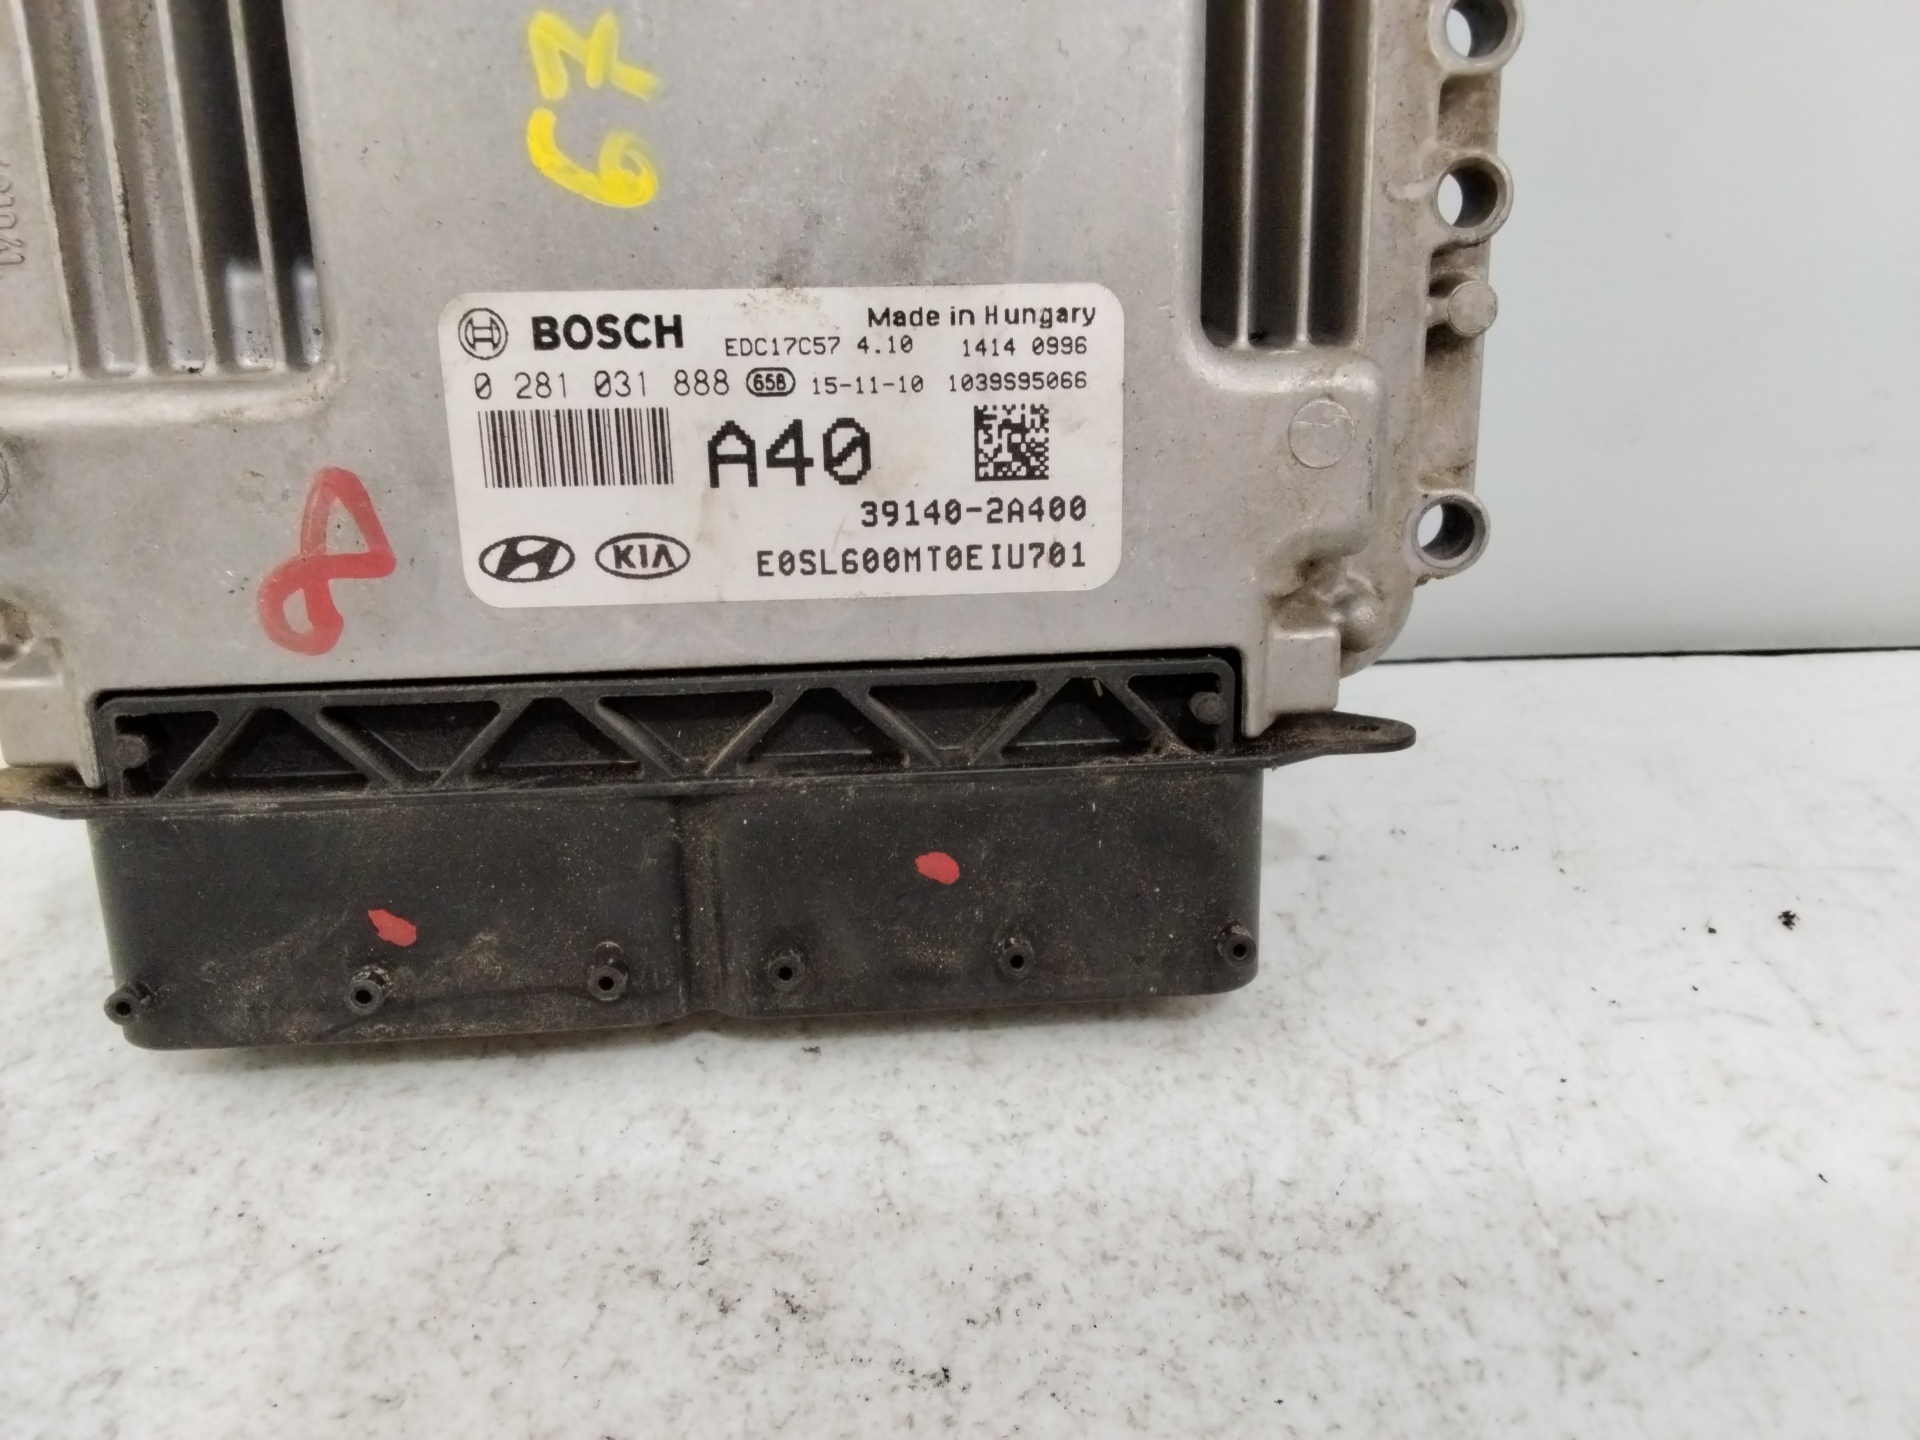 67
BOSCH
Made in Hungary
EDC17C57 4.10 1414 0996
0 281 031 888 658 15-11-10 1039S95066
A40
39140-2A400
KIA E0SL600MT0EIU701